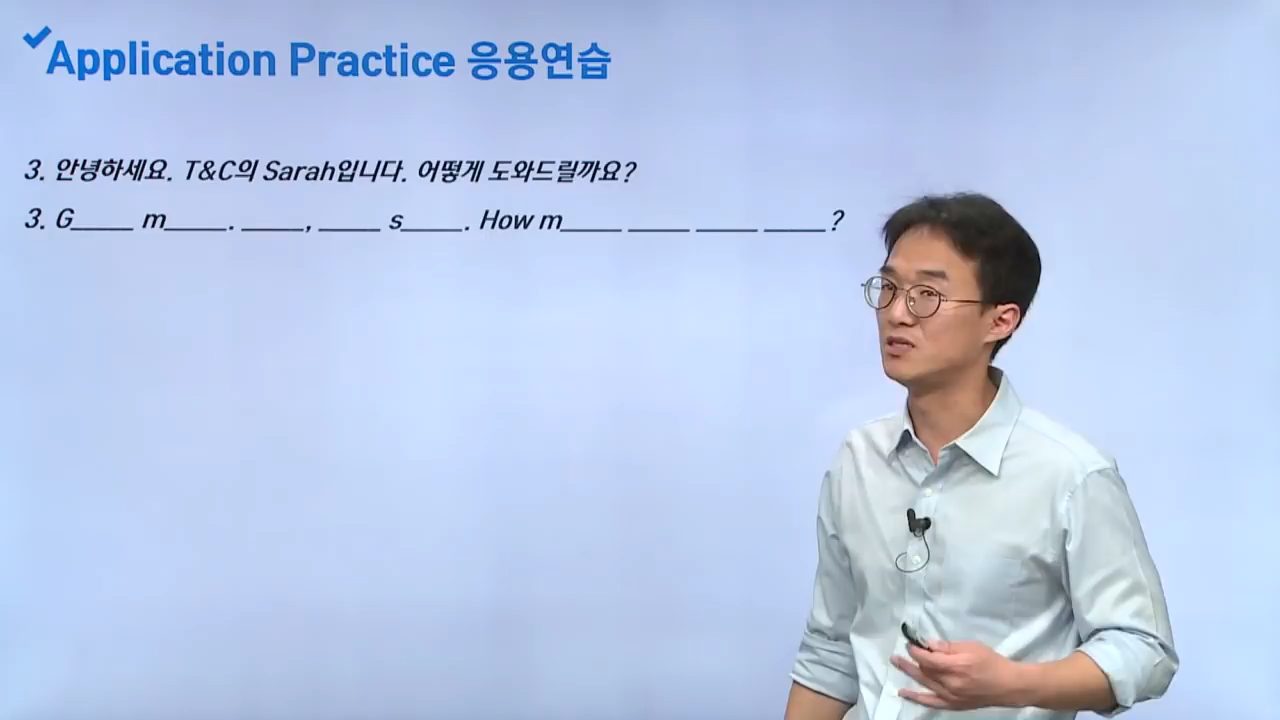 Application Practice 응용연습
3. 안녕하세요. T&C의 Sarah입니다. 어떻게 도와드릴까요?
3. G____ m____. ____, ____ s____. How m____ ____ ____ ____?